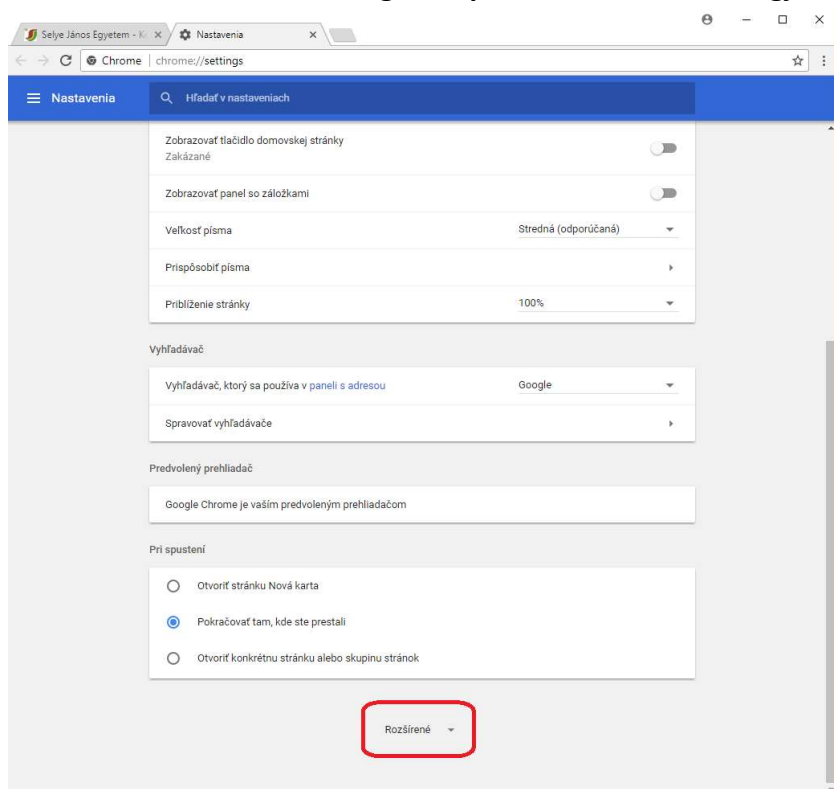 Selye János Egyetem - K
Nastavenia
Chrome
chrome://settings
Nastavenia
Hľadať v nastaveniach
Zobrazovať tlačidlo domovskej stránky
Zakázané
Zobrazovať panel so záložkami
Veľkosť písma
Stredná (odporúčaná)
Prispôsobiť písma
Priblíženie stránky
100%
Vyhľadávač
Vyhľadávač, ktorý sa používa v paneli s adresou
Google
Spravovať vyhľadávače
Predvolený prehliadač
Google Chrome je vaším predvoleným prehliadačom
Pri spustení
Otvoriť stránku Nová karta
Pokračovať tam, kde ste prestali
Otvoriť konkrétnu stránku alebo skupinu stránok
Rozšírené